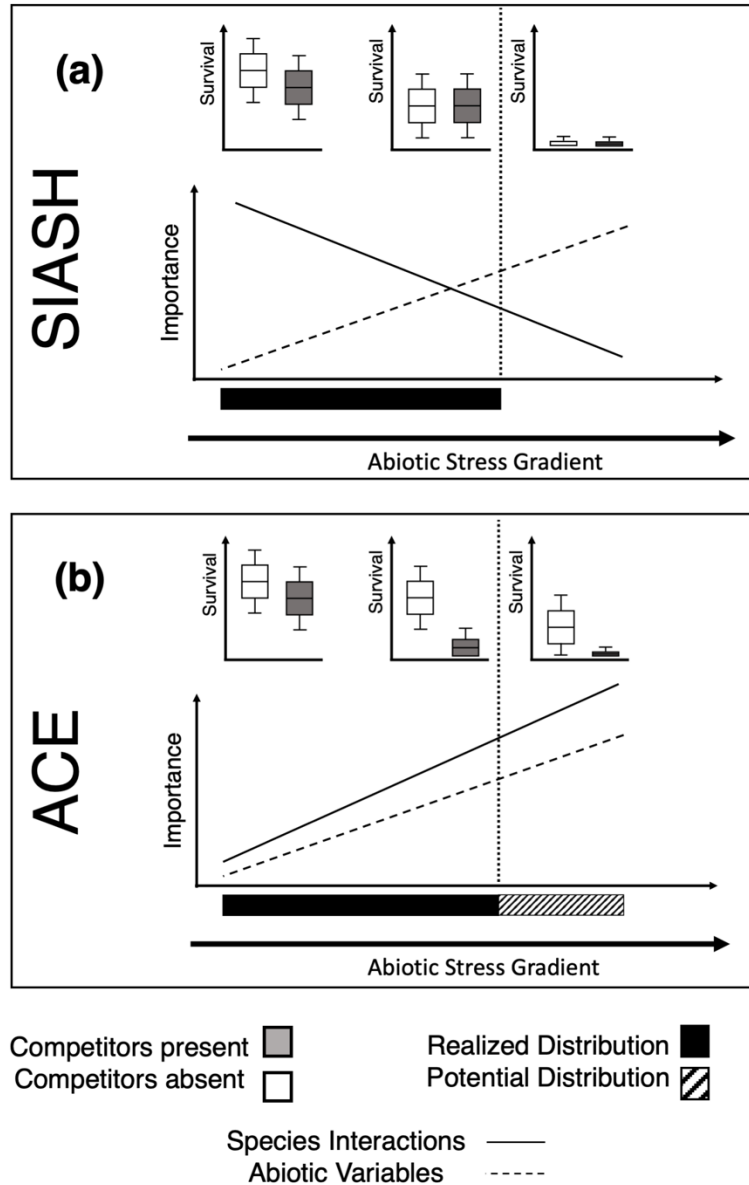 (a)
SIASH
Survival
Survival
Survival
Importance
Abiotic Stress Gradient
(b)
ACE
Survival
Survival
Survival
Importance
Abiotic Stress Gradient
Competitors present
Competitors absent
Realized Distribution
Potential Distribution
Species Interactions
Abiotic Variables